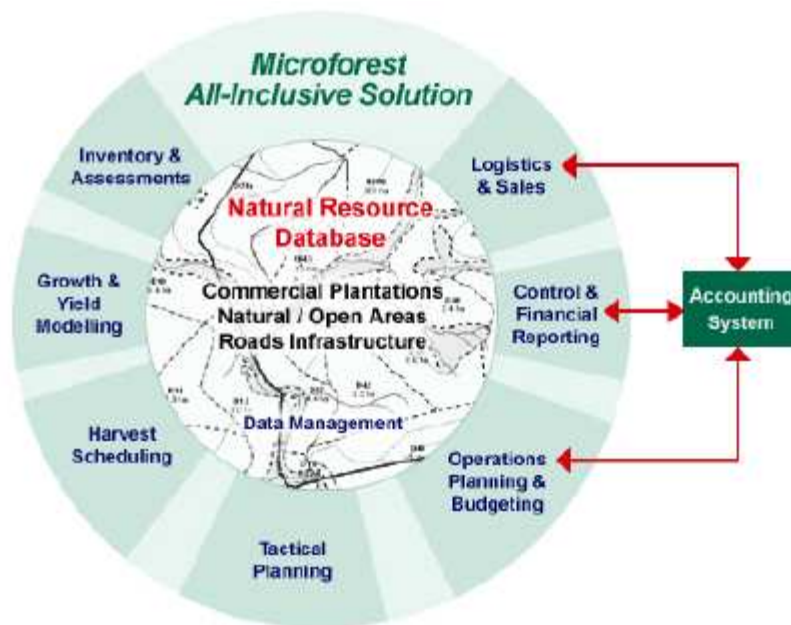 Microforest
All-Inclusive Solution
Inventory &
Assessments
Logistics
& Sales
Natural Resource
Database
Growth &
Yield
Modelling
Commercial Plantations
Natural / Open Areas
Roads Infrastructure
Control &
Financial
Reporting
Accounting
System
Harvest
Scheduling
Data Management
Operations
Planning &
Budgeting
Tactical
Planning